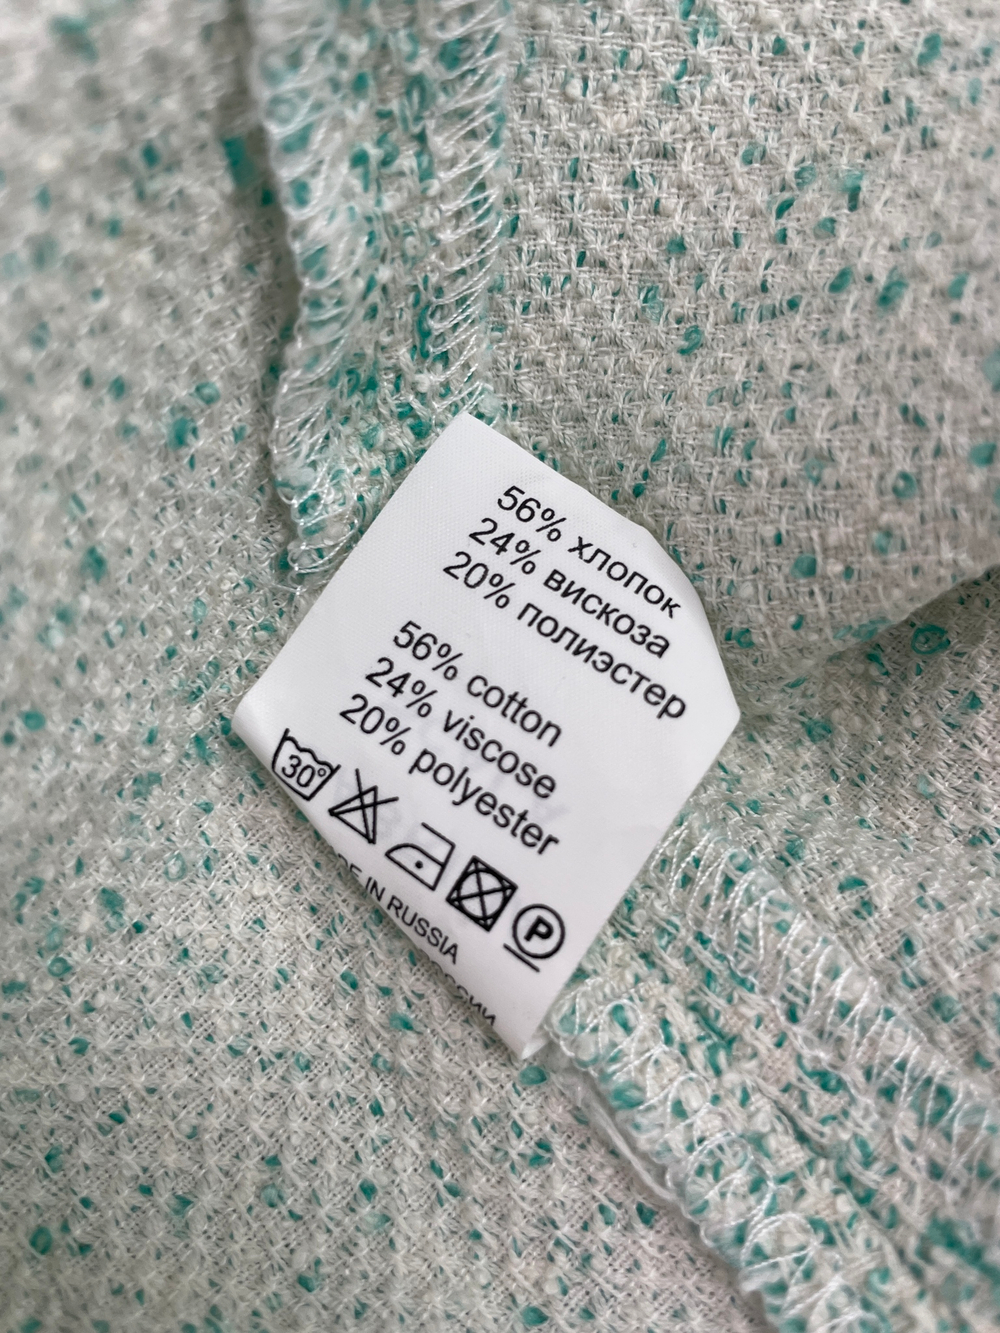 56% хлопок
24% вискоза
20% полиэстер
56% cotton
24% viscose
20% polyester
30°
P
IN RUSSIA